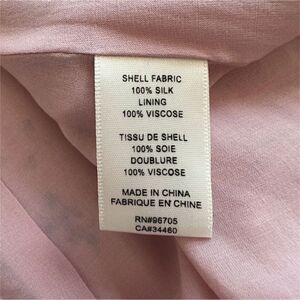 SHELL FABRIC
100% SILK
LINING
100% VISCOSE
TISSU DE SHELL
100% SOIE
DOUBLURE
100% VISCOSE
MADE IN CHINA
FABRIQUE EN CHINE
RN#96705
CA#34460